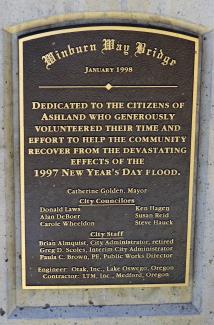 Winburn Way Bridge
January 1998
Dedicated to the citizens of
Ashland who generously
volunteered their time and
effort to help the community
recover from the devastating
effects of the
1997 New Year's Day flood.
Catherine Golden, Mayor
City Councilors
Donald Laws Ken Hagen
Alan DeBoer Susan Reid
Carole Wheeldon Steve Hauck
City Staff
Brian Almquist, City Administrator, retired
Greg D. Scoles, Interim City Administrator
Paula C. Brown, PE, Public Works Director
Engineer: Otak, Inc., Lake Oswego, Oregon
Contractor: LTM, Inc., Medford, Oregon